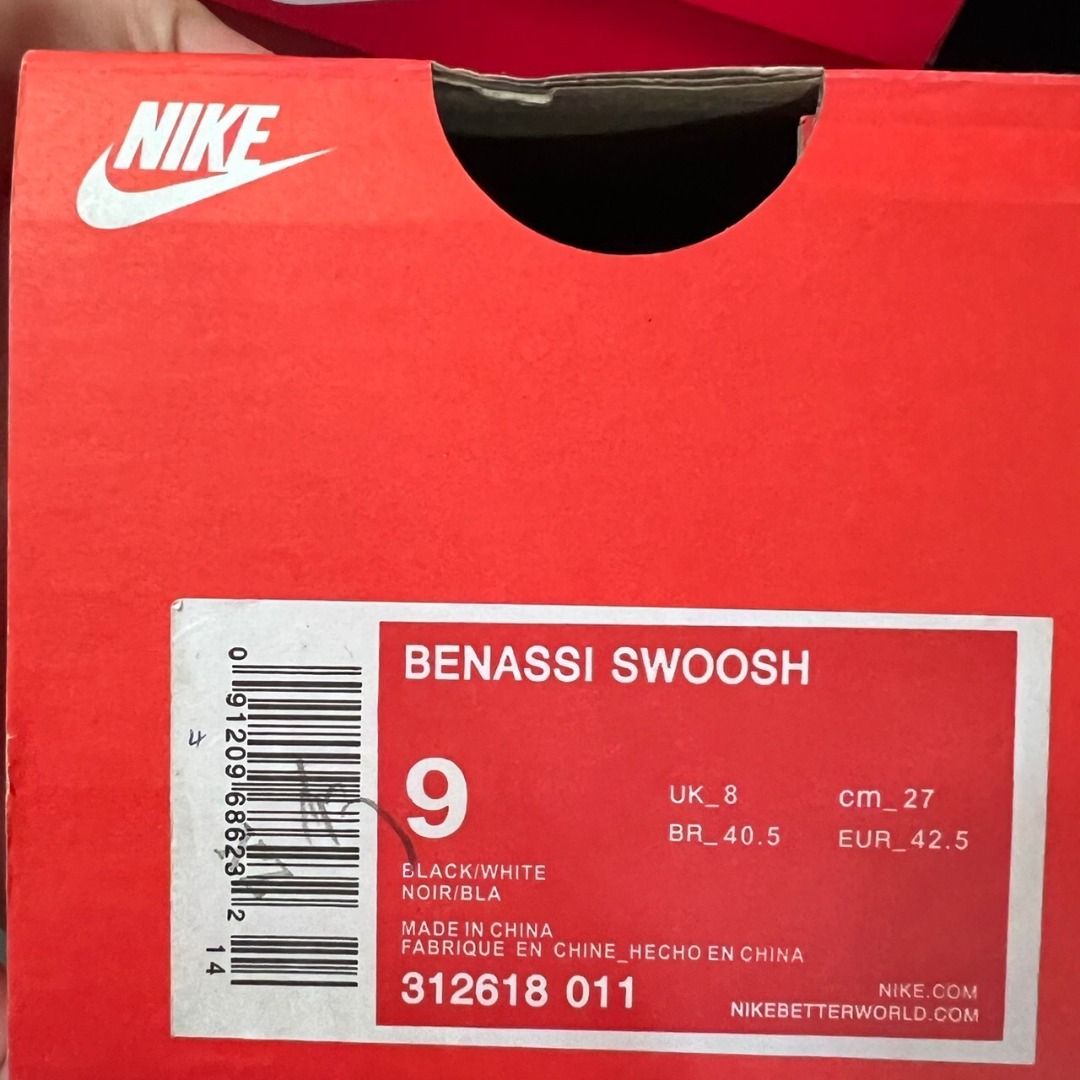 NIKE
BENASSI SWOOSH
9
UK_8
cm_27
BR_40.5
EUR_42.5
BLACK/WHITE
NOIR/BLA
MADE IN CHINA
FABRIQUE EN CHINE_HECHO EN CHINA
312618 011
NIKE.COM
NIKEBETTERWORLD.COM
0 91209 68623 2
14
4